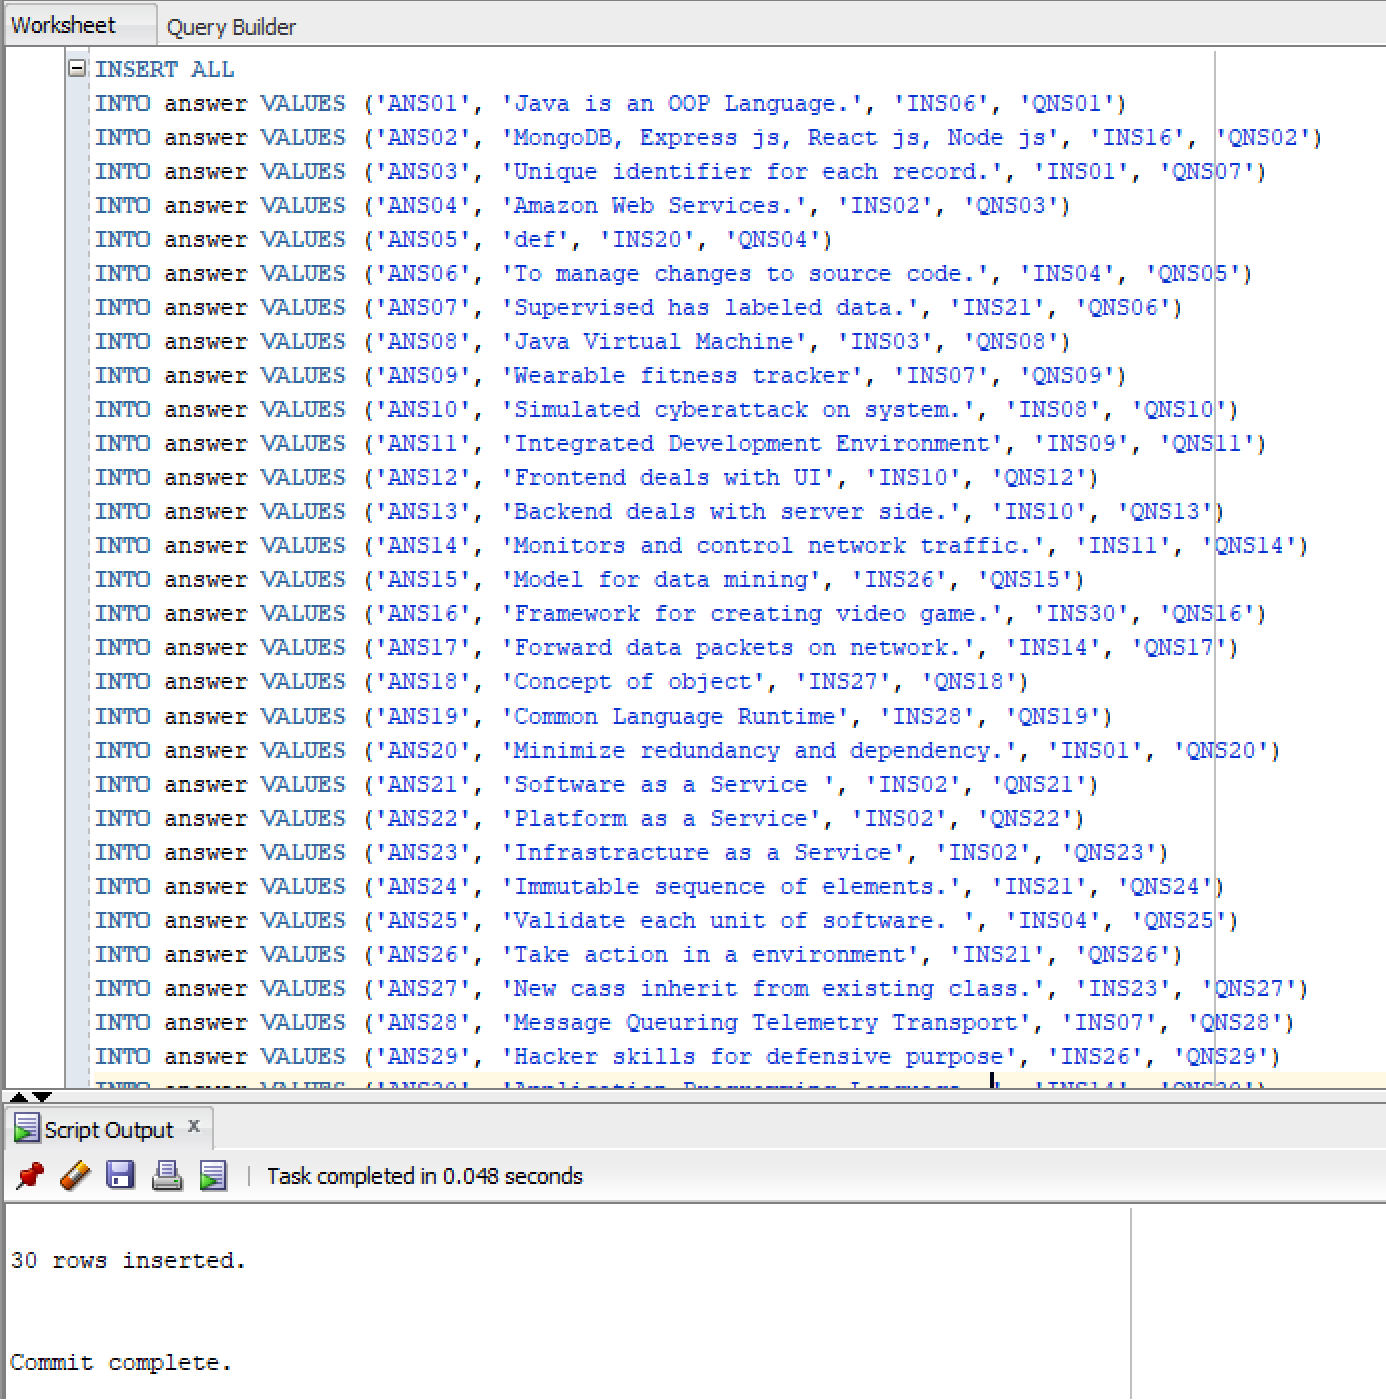 Worksheet Query Builder
INSERT ALL
INTO answer VALUES ('ANS01', 'Java is an OOP Language.', 'INS06', 'QNS01')
INTO answer VALUES ('ANS02', 'MongoDB, Express js, React js, Node js', 'INS16', 'QNS02')
INTO answer VALUES ('ANS03', 'Unique identifier for each record.', 'INS01', 'QNS07')
INTO answer VALUES ('ANS04', 'Amazon Web Services.', 'INS02', 'QNS03')
INTO answer VALUES ('ANS05', 'def', 'INS20', 'QNS04')
INTO answer VALUES ('ANS06', 'To manage changes to source code.', 'INS04', 'QNS05')
INTO answer VALUES ('ANS07', 'Supervised has labeled data.', 'INS21', 'QNS06')
INTO answer VALUES ('ANS08', 'Java Virtual Machine', 'INS03', 'QNS08')
INTO answer VALUES ('ANS09', 'Wearable fitness tracker', 'INS07', 'QNS09')
INTO answer VALUES ('ANS10', 'Simulated cyberattack on system.', 'INS08', 'QNS10')
INTO answer VALUES ('ANS11', 'Integrated Development Environment', 'INS09', 'QNS11')
INTO answer VALUES ('ANS12', 'Frontend deals with UI', 'INS10', 'QNS12')
INTO answer VALUES ('ANS13', 'Backend deals with server side.', 'INS10', 'QNS13')
INTO answer VALUES ('ANS14', 'Monitors and control network traffic.', 'INS11', 'QNS14')
INTO answer VALUES ('ANS15', 'Model for data mining', 'INS26', 'QNS15')
INTO answer VALUES ('ANS16', 'Framework for creating video game.', 'INS30', 'QNS16')
INTO answer VALUES ('ANS17', 'Forward data packets on network.', 'INS14', 'QNS17')
INTO answer VALUES ('ANS18', 'Concept of object', 'INS27', 'QNS18')
INTO answer VALUES ('ANS19', 'Common Language Runtime', 'INS28', 'QNS19')
INTO answer VALUES ('ANS20', 'Minimize redundancy and dependency.', 'INS01', 'QNS20')
INTO answer VALUES ('ANS21', 'Software as a Service ', 'INS02', 'QNS21')
INTO answer VALUES ('ANS22', 'Platform as a Service', 'INS02', 'QNS22')
INTO answer VALUES ('ANS23', 'Infrastracture as a Service', 'INS02', 'QNS23')
INTO answer VALUES ('ANS24', 'Immutable sequence of elements.', 'INS21', 'QNS24')
INTO answer VALUES ('ANS25', 'Validate each unit of software. ', 'INS04', 'QNS25')
INTO answer VALUES ('ANS26', 'Take action in a environment', 'INS21', 'QNS26')
INTO answer VALUES ('ANS27', 'New cass inherit from existing class.', 'INS23', 'QNS27')
INTO answer VALUES ('ANS28', 'Message Queuring Telemetry Transport', 'INS07', 'QNS28')
INTO answer VALUES ('ANS29', 'Hacker skills for defensive purpose', 'INS26', 'QNS29')
INTO answer VALUES ('ANS30', 'Application Programming Language. ', 'INS14', 'QNS30')
Script Output x
Task completed in 0.048 seconds
30 rows inserted.
Commit complete.